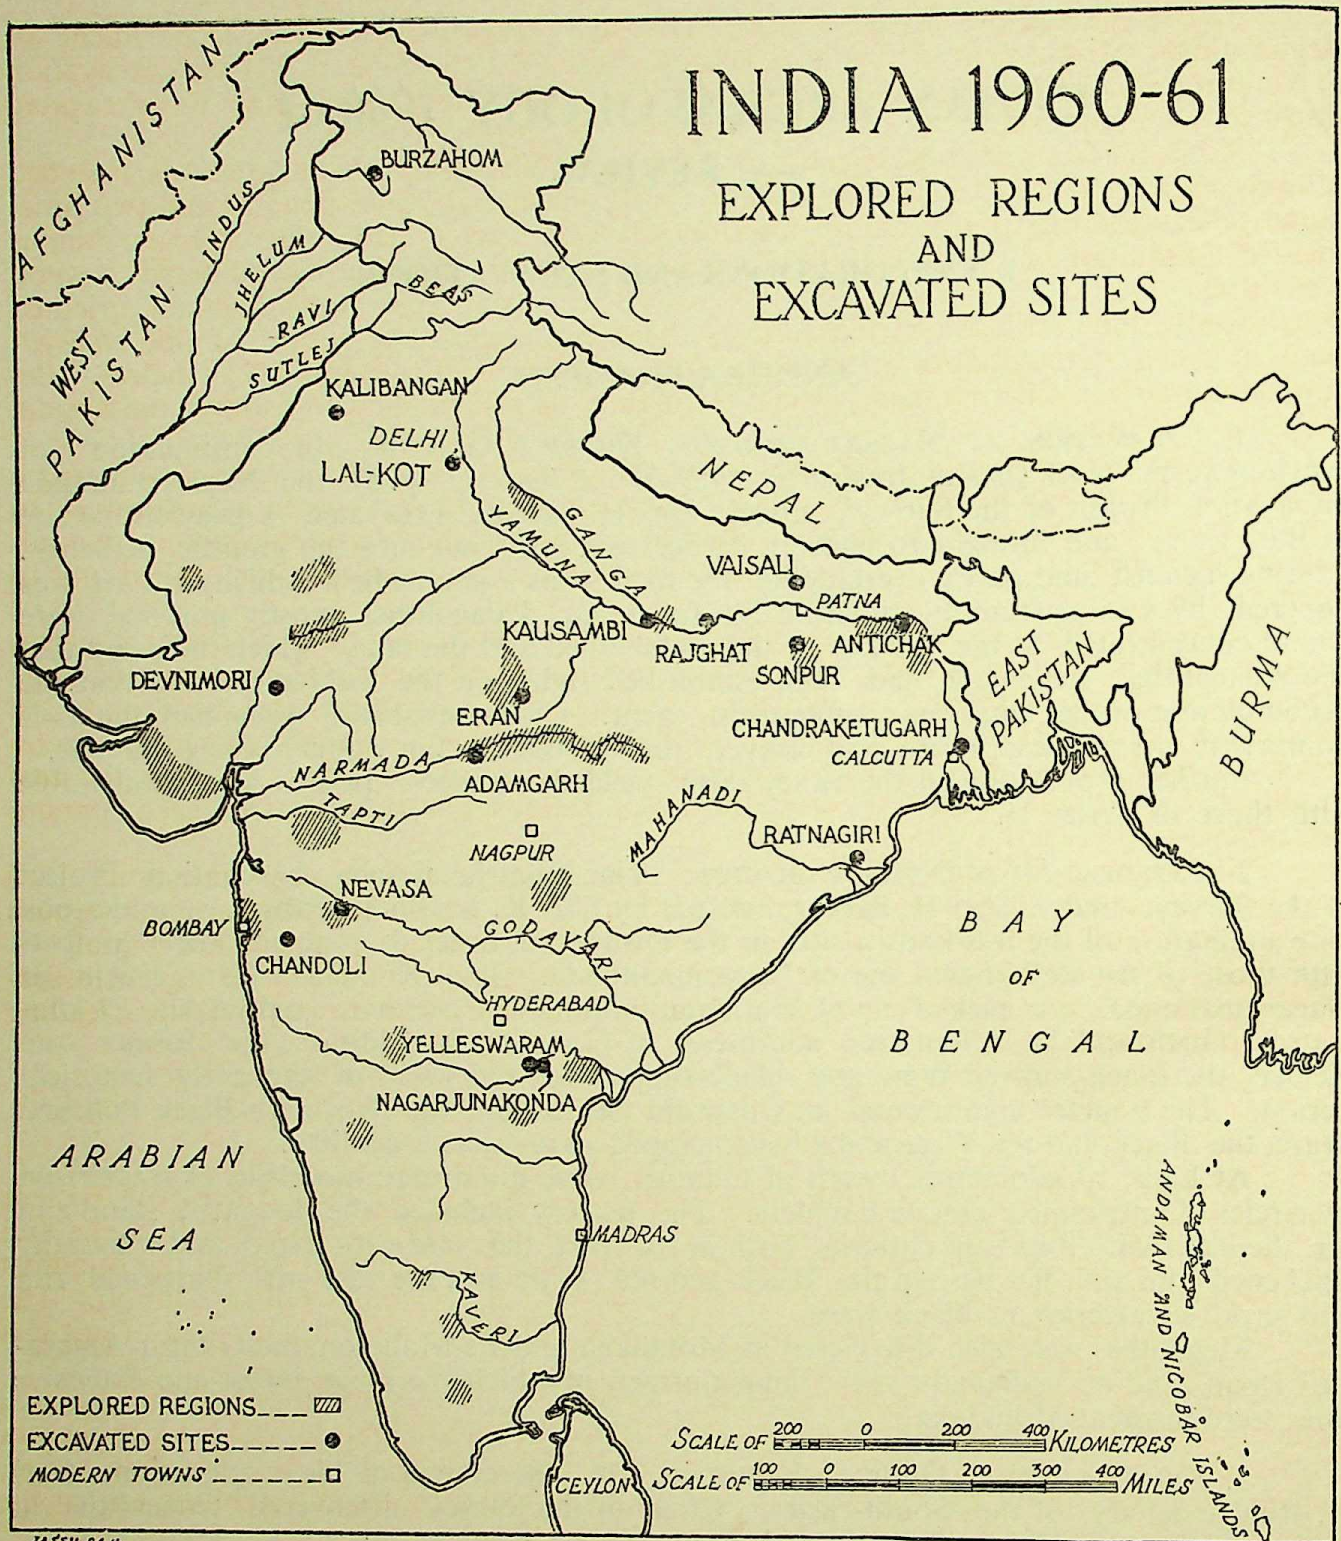 INDIA 1960-61
EXPLORED REGIONS
AND
EXCAVATED SITES
AFGHANISTAN
WEST
PAKISTAN
INDUS
JHELUM
RAVI
SUTLEJ
BEAS
BURZAHOM
KALIBANGAN
DELHI
LAL-KOT
YAMUNA
GANGA
NEPAL
VAISALI
PATNA
KAUSAMBI
RAJGHAT
SONPUR
ANTICHAK
EAST
PAKISTAN
BURMA
DEVNIMORI
ERAN
CHANDRAKETUGARH
CALCUTTA
NARMADA
ADAMGARH
TAPTI
MAHANADI
RATNAGIRI
NAGPUR
NEVASA
BOMBAY
CHANDOLI
GODAVARI
HYDERABAD
YELLESWARAM
NAGARJUNAKONDA
BAY
OF
BENGAL
ARABIAN
SEA
MADRAS
KAVERI
ANDAMAN AND NICOBAR ISLANDS
EXPLORED REGIONS
EXCAVATED SITES
MODERN TOWNS
CEYLON
SCALE OF 200 0 200 400 KILOMETRES
SCALE OF 100 0 100 200 300 400 MILES